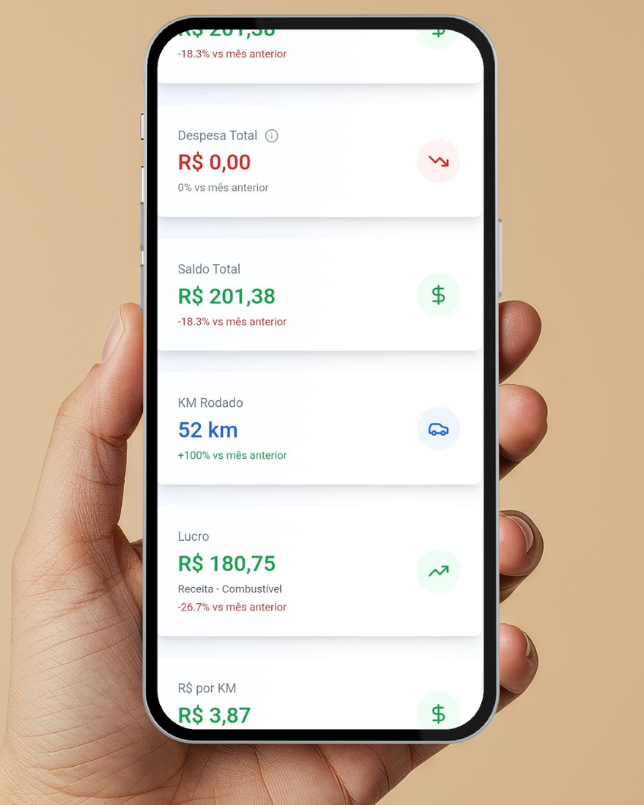 R$ 201,38
-18.3% vs mês anterior
Despesa Total
R$ 0,00
0% vs mês anterior
Saldo Total
R$ 201,38
-18.3% vs mês anterior
KM Rodado
52 km
+100% vs mês anterior
Lucro
R$ 180,75
Receita - Combustível
-26.7% vs mês anterior
R$ por KM
R$ 3,87